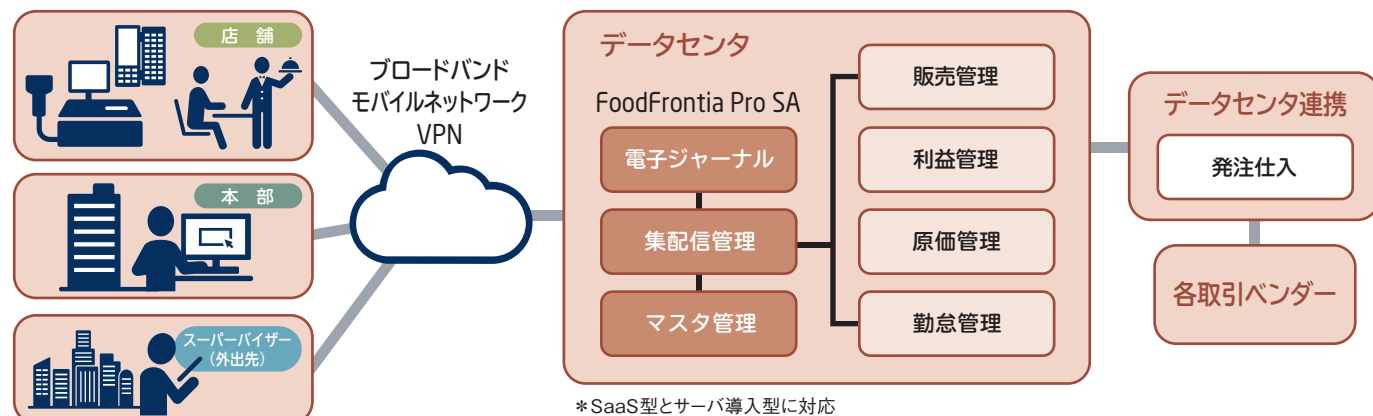 店 舗
本 部
スーパーバイザー
(外出先)
ブロードバンド
モバイルネットワーク
VPN
データセンタ
FoodFrontia Pro SA
電子ジャーナル
集配信管理
マスタ管理
販売管理
利益管理
原価管理
勤怠管理
データセンタ連携
発注仕入
各取引ベンダー
*SaaS型とサーバ導入型に対応